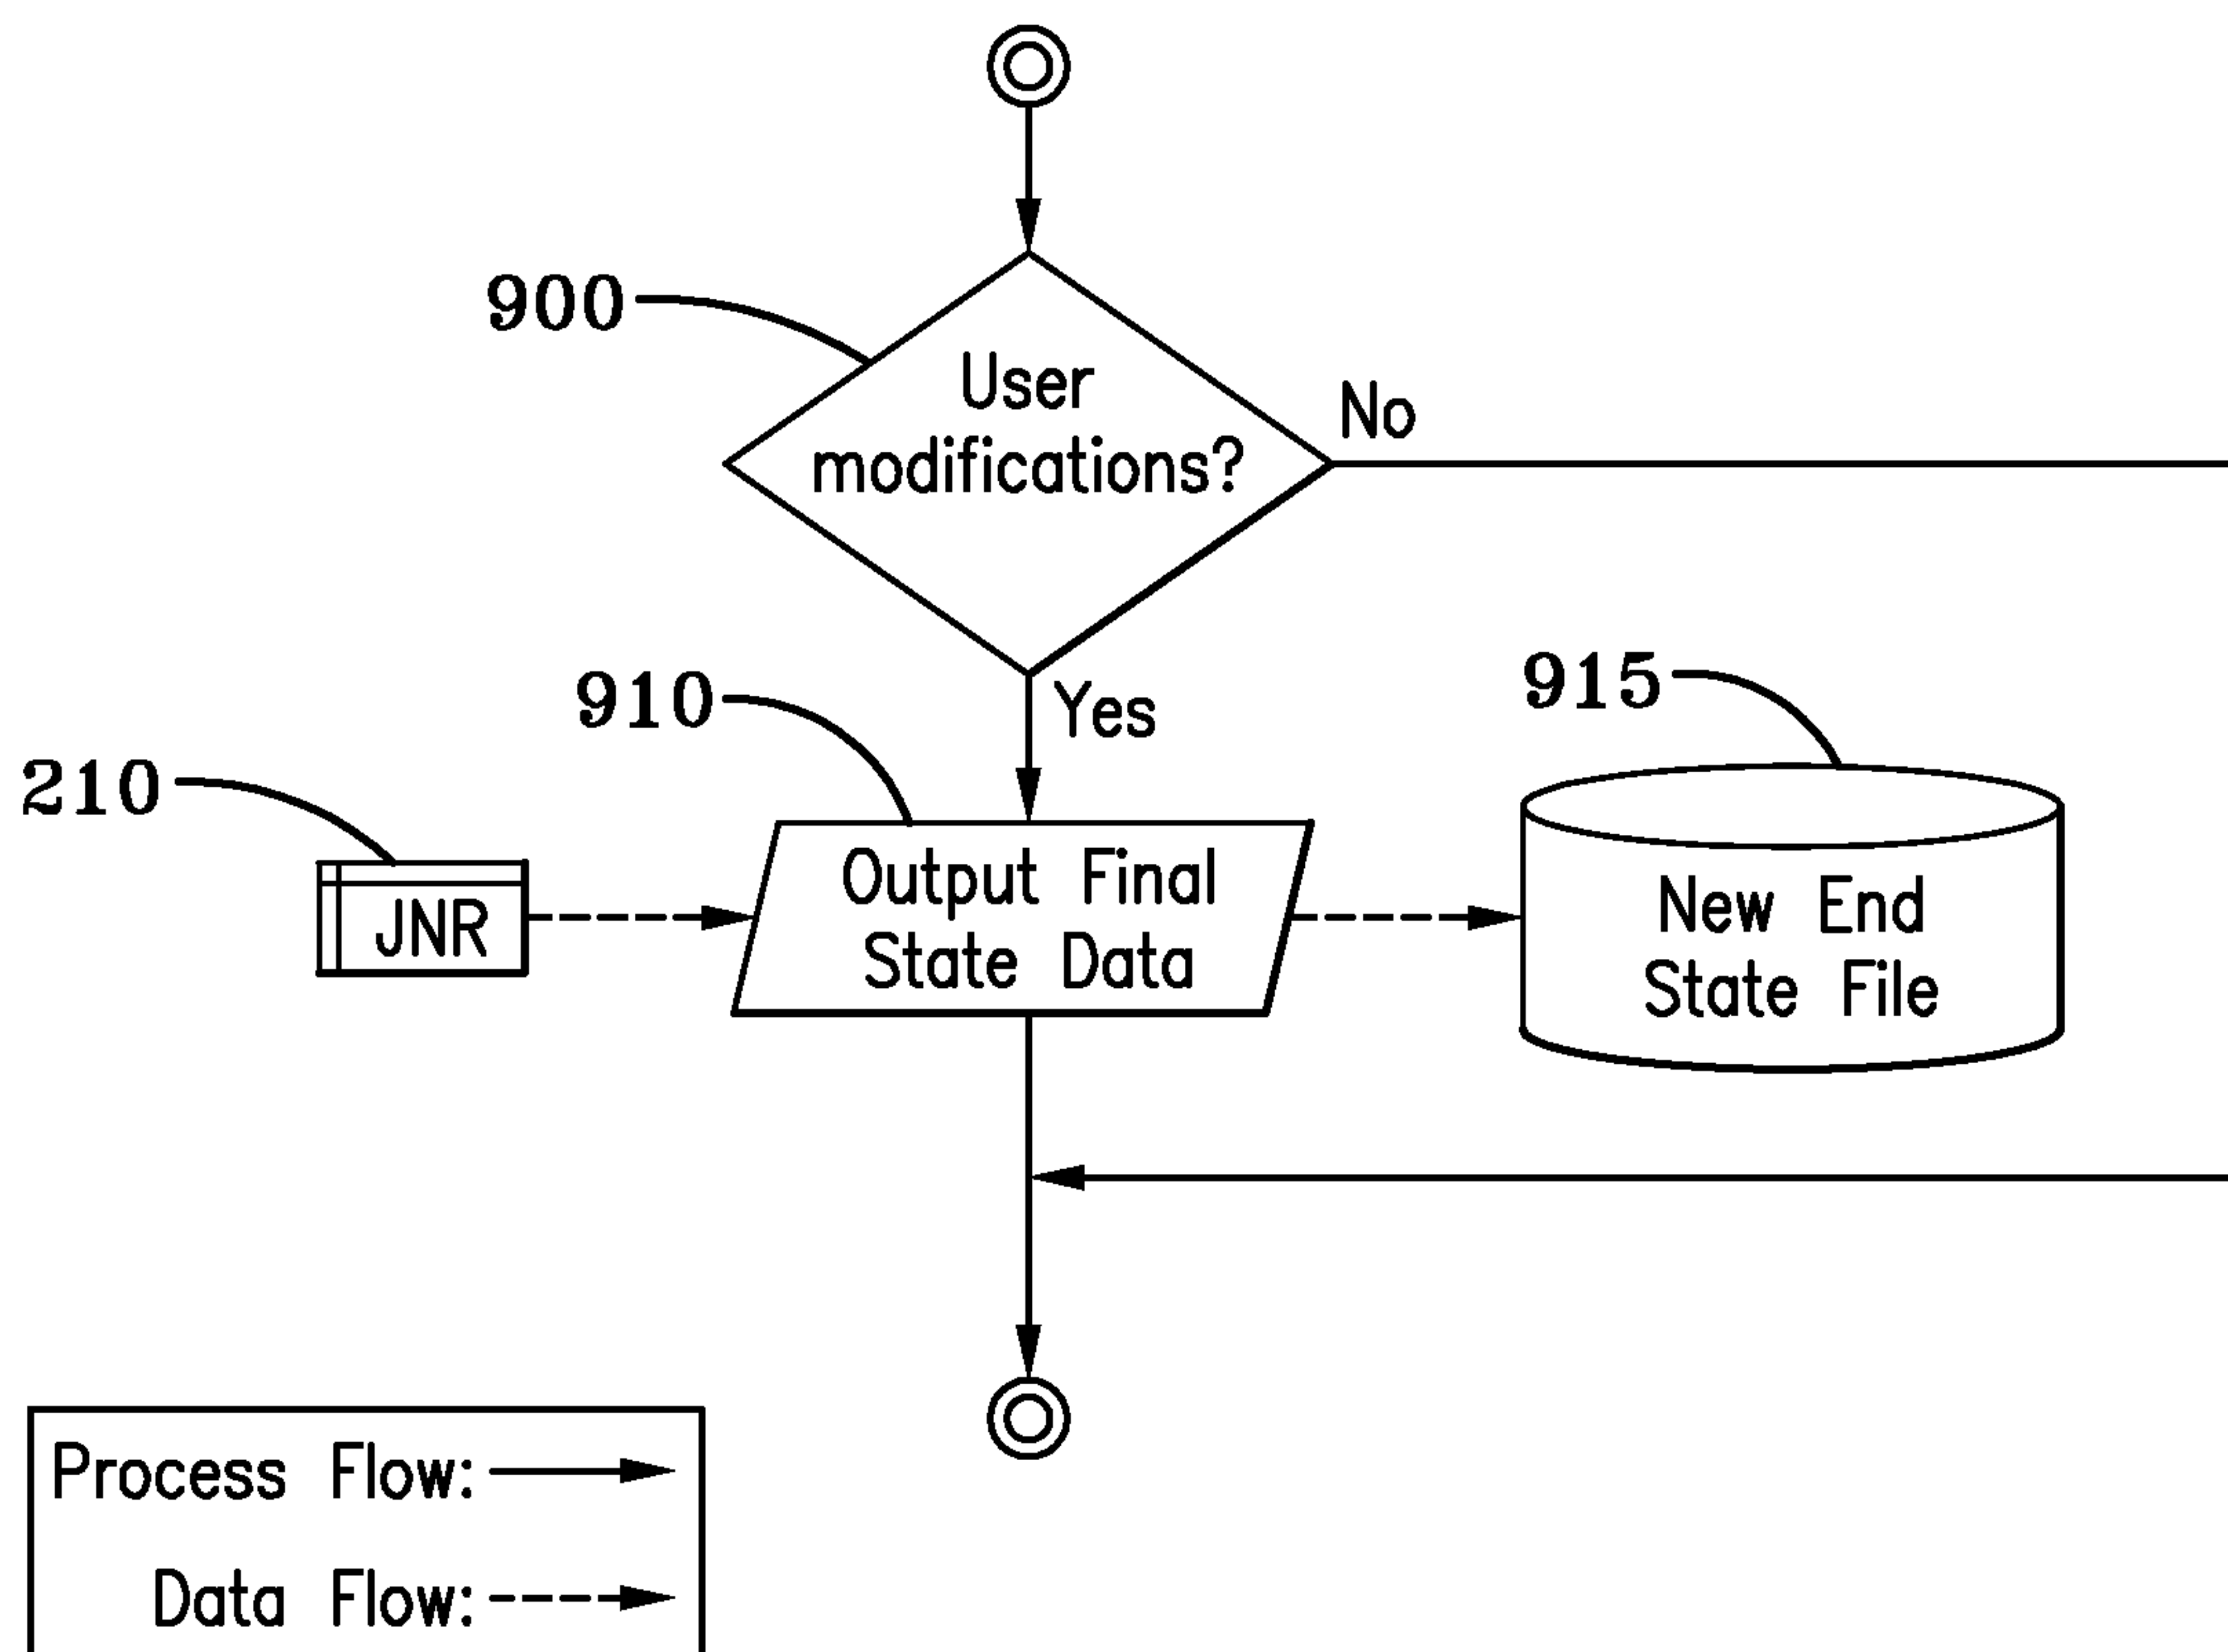 900
User
modifications?
No
Yes
910
915
210
JNR
Output Final
State Data
New End
State File
Process Flow:
Data Flow: